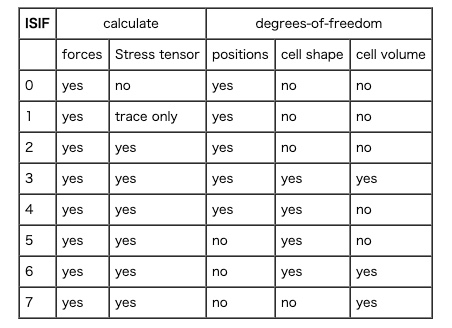 ISIF calculate degrees-of-freedom
forces Stress tensor positions cell shape cell volume
0 yes no yes no no
1 yes trace only yes no no
2 yes yes yes no no
3 yes yes yes yes yes
4 yes yes yes yes no
5 yes yes no yes no
6 yes yes no yes yes
7 yes yes no no yes